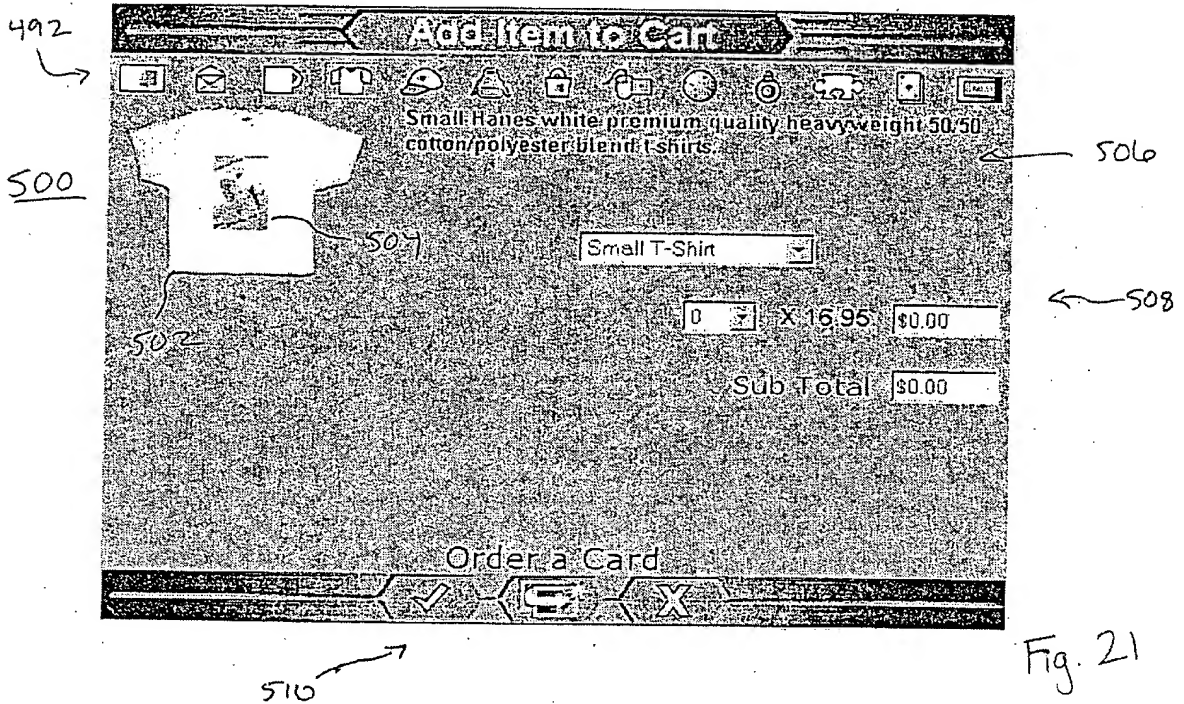 Add Item to Cart
492
Small Hanes white premium quality heavyweight 50/50
cotton/polyester blend t-shirts.
506
500
504
Small T-Shirt
502
0 X 16.95 $0.00
508
Sub Total $0.00
Order a Card
510
Fig. 21